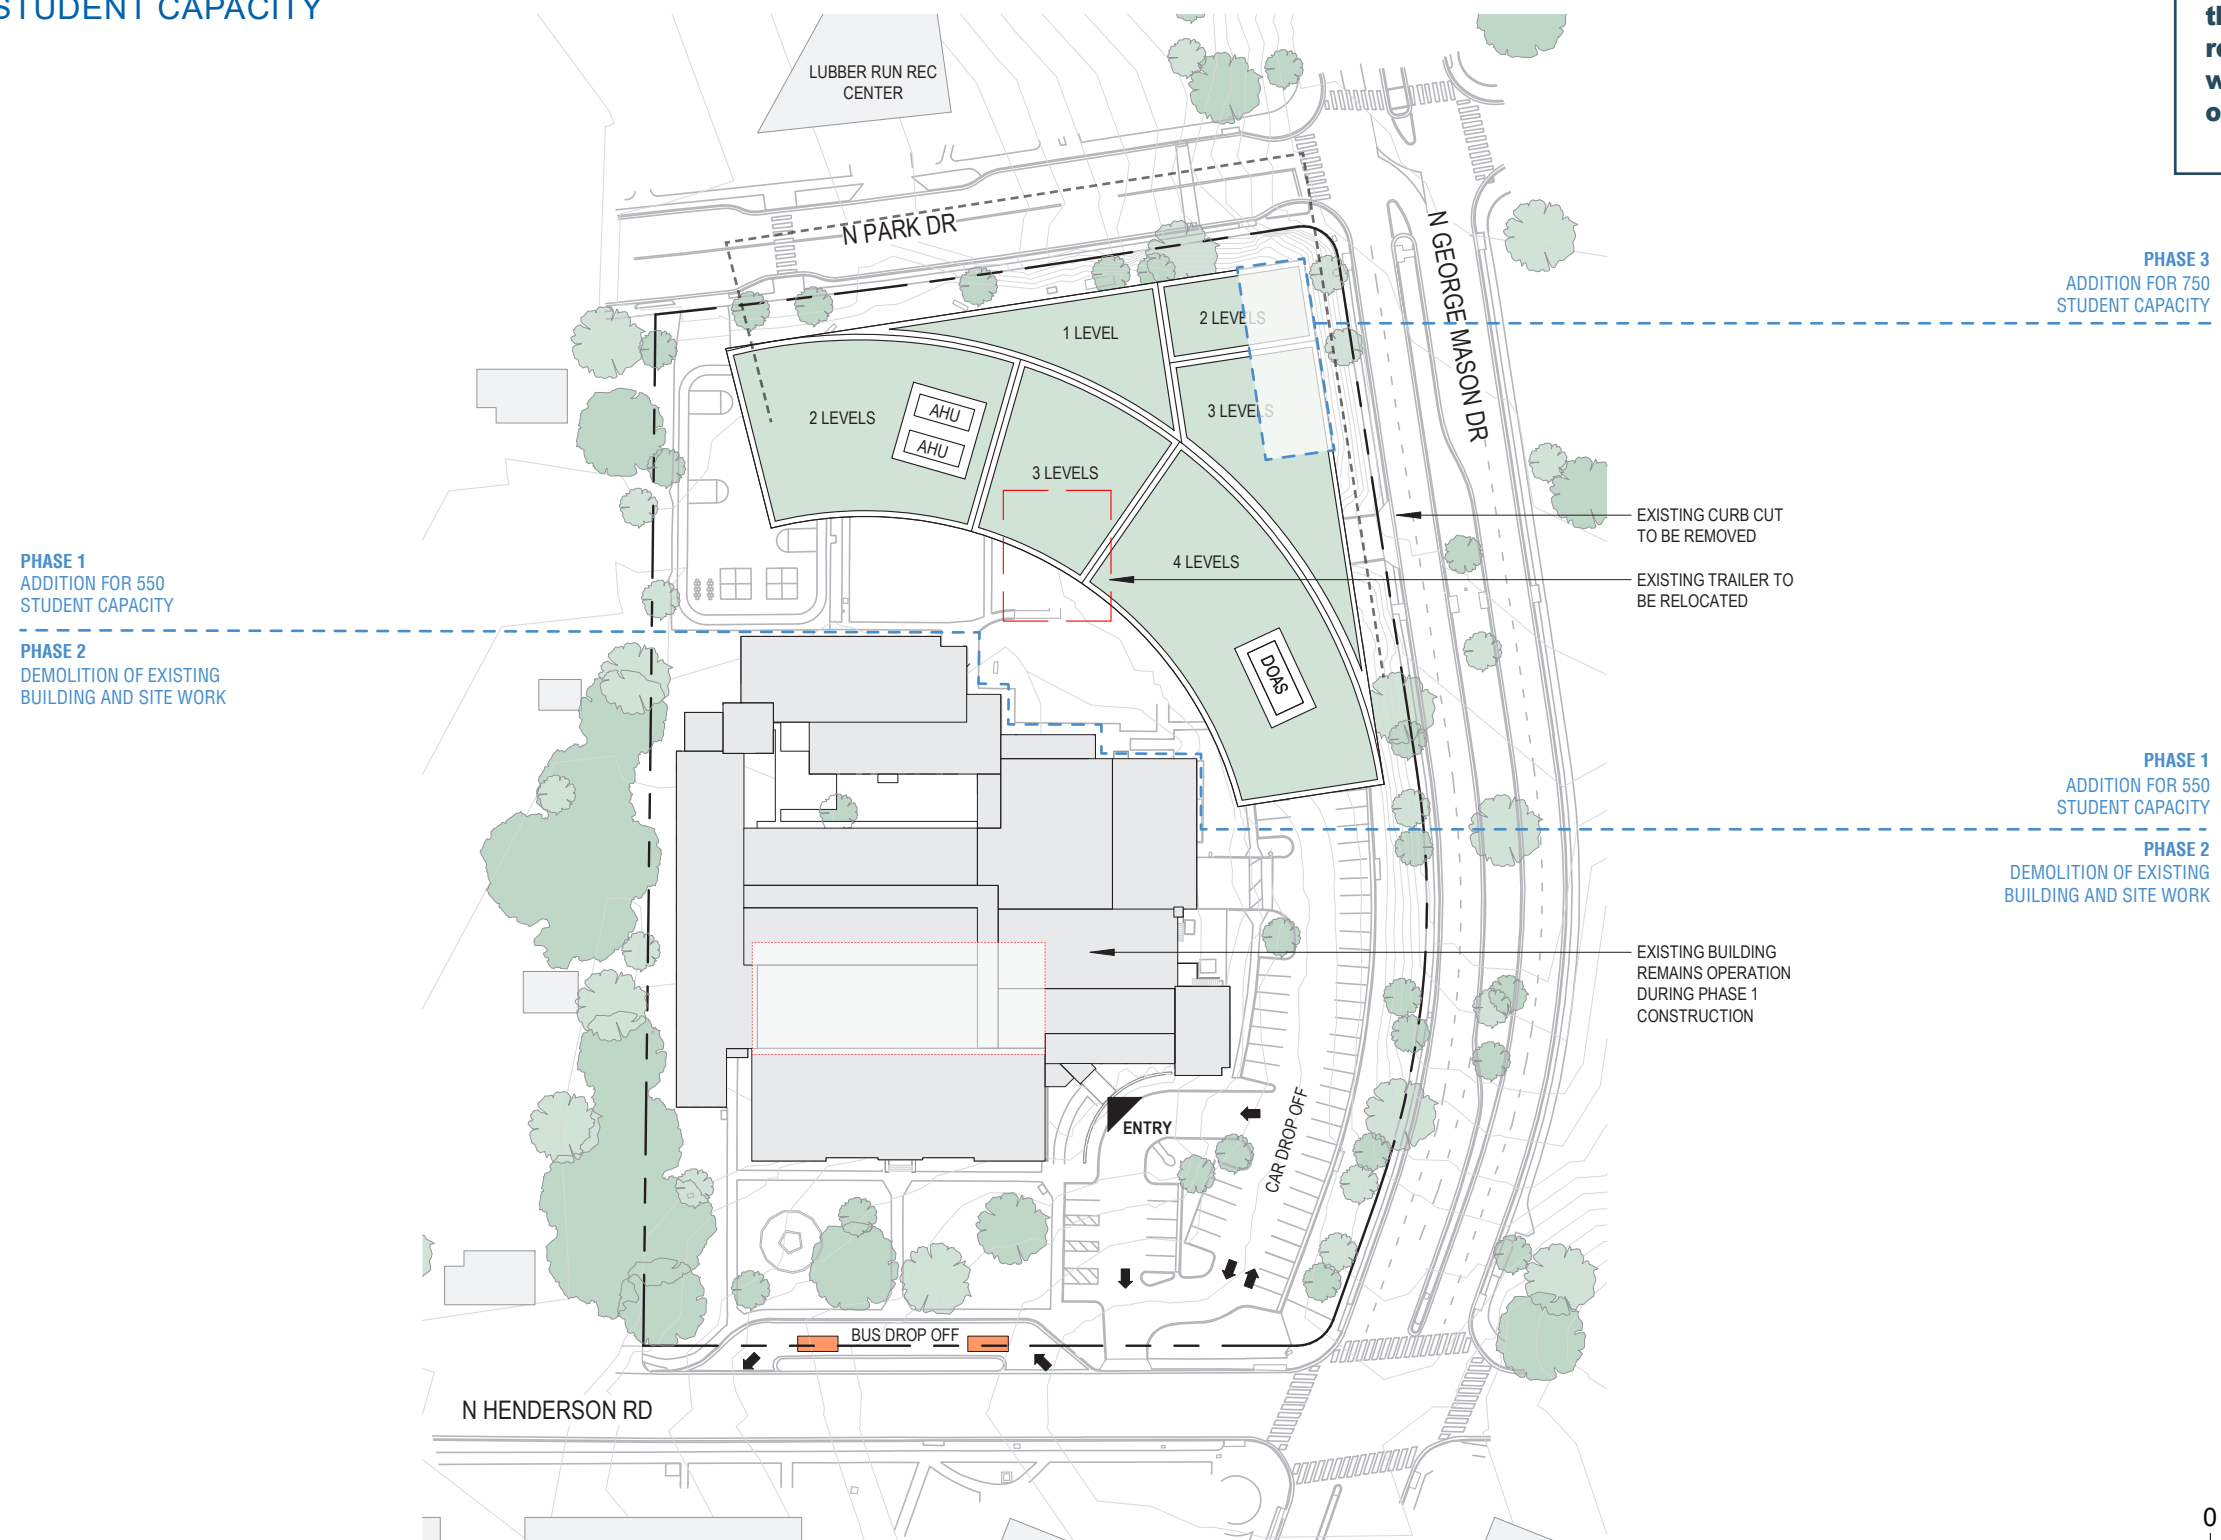 STUDENT CAPACITY
LUBBER RUN REC
CENTER
N PARK DR
N GEORGE MASON DR
PHASE 3
ADDITION FOR 750
STUDENT CAPACITY
1 LEVEL
2 LEVELS
2 LEVELS
AHU
AHU
3 LEVELS
3 LEVELS
4 LEVELS
DOAS
EXISTING CURB CUT
TO BE REMOVED
EXISTING TRAILER TO
BE RELOCATED
PHASE 1
ADDITION FOR 550
STUDENT CAPACITY
PHASE 2
DEMOLITION OF EXISTING
BUILDING AND SITE WORK
PHASE 1
ADDITION FOR 550
STUDENT CAPACITY
PHASE 2
DEMOLITION OF EXISTING
BUILDING AND SITE WORK
EXISTING BUILDING
REMAINS OPERATION
DURING PHASE 1
CONSTRUCTION
ENTRY
CAR DROP OFF
BUS DROP OFF
N HENDERSON RD
0